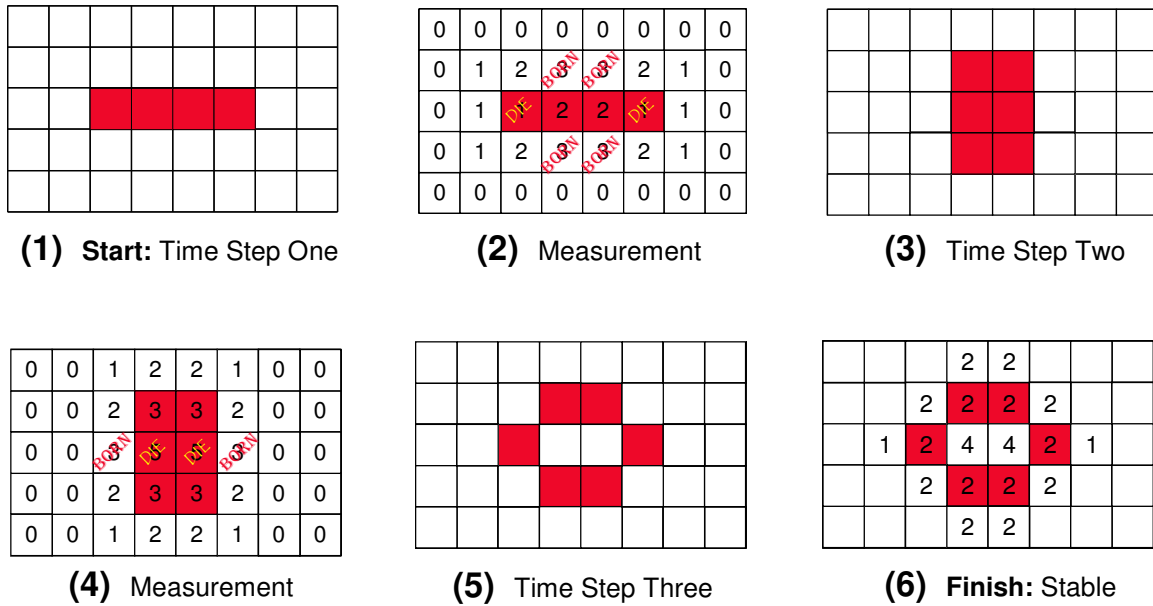 0 0 0 0 0 0 0 0
0 1 2 3 BORN 3 BORN 2 1 0
0 1 DIE 2 2 DIE 1 0
0 1 2 3 BORN 3 BORN 2 1 0
0 0 0 0 0 0 0 0
(1) Start: Time Step One
(2) Measurement
(3) Time Step Two
0 0 1 2 2 1 0 0
0 0 2 3 3 2 0 0
0 0 3 BORN DIE DIE 3 BORN 0 0
0 0 2 3 3 2 0 0
0 0 1 2 2 1 0 0
2 2
2 2 2 2
1 2 4 4 2 1
2 2 2 2
2 2
(4) Measurement
(5) Time Step Three
(6) Finish: Stable